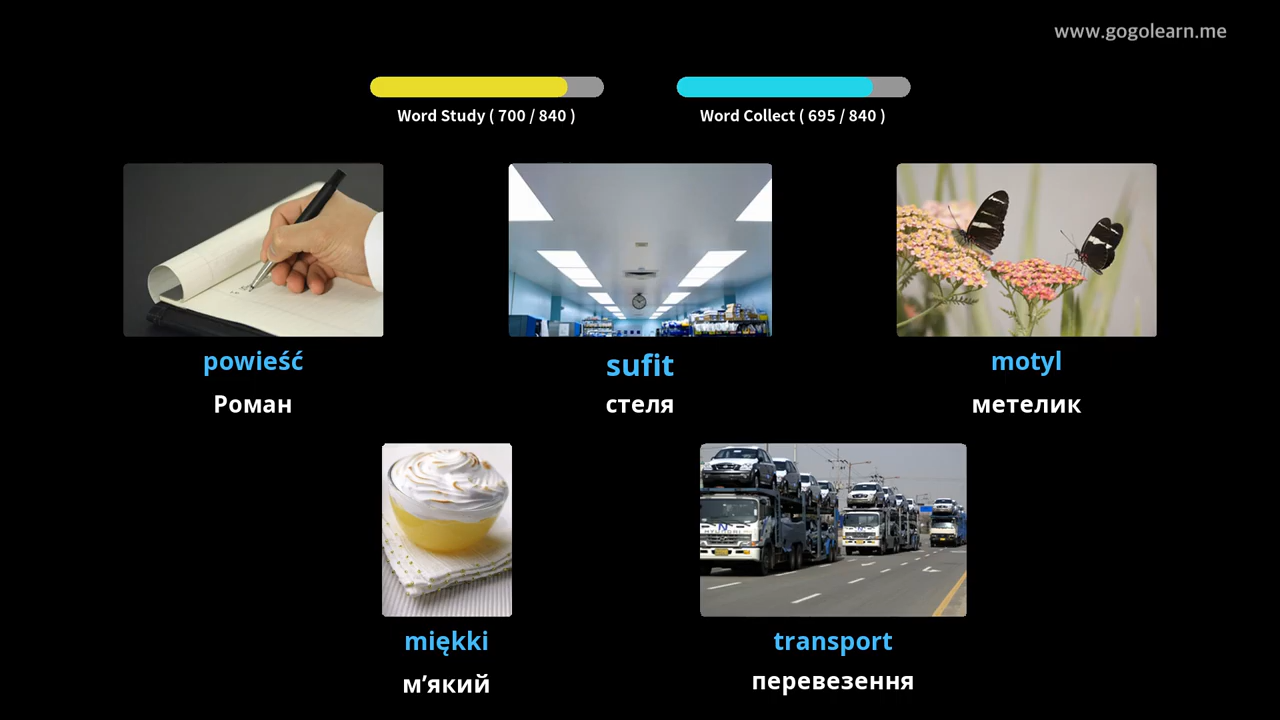 www.gogolearn.me
Word Study ( 700 / 840 )
Word Collect ( 695 / 840 )
powieść
sufit
motyl
Роман
стеля
метелик
miękki
transport
м’який
перевезення